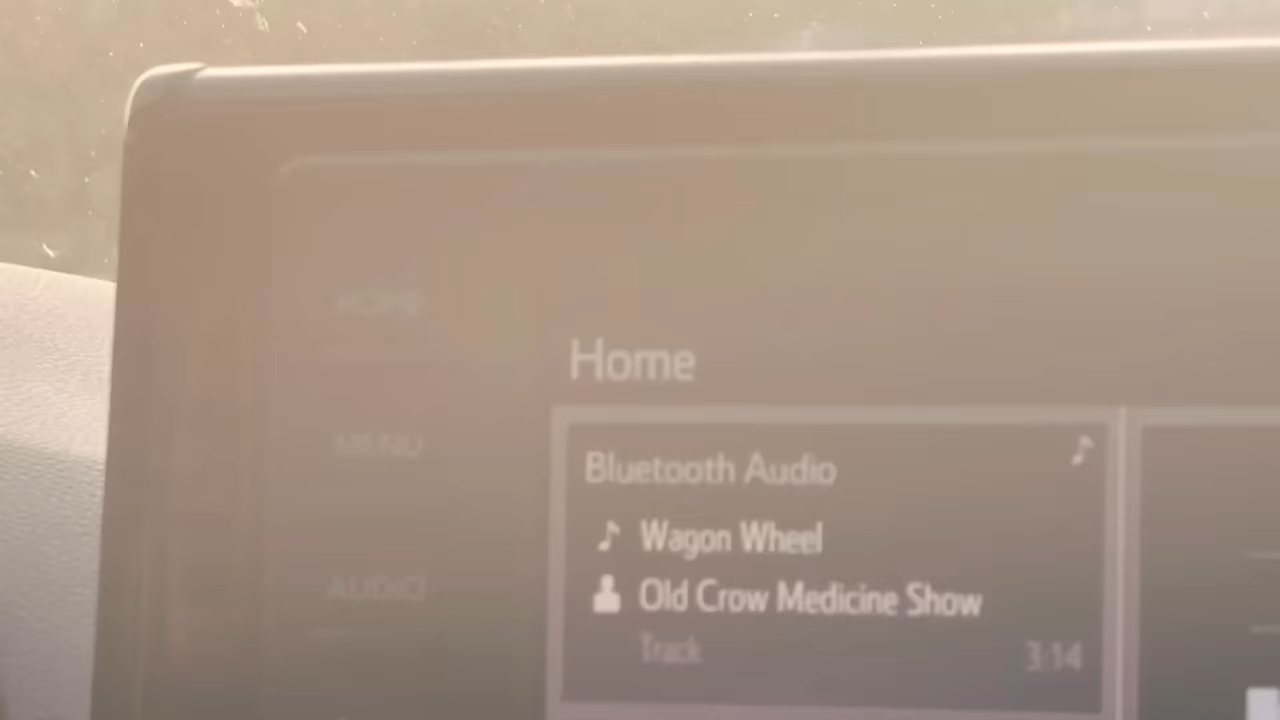 HOME
Home
MENU
Bluetooth Audio
Wagon Wheel
Old Crow Medicine Show
AUDIO
Track 3:14